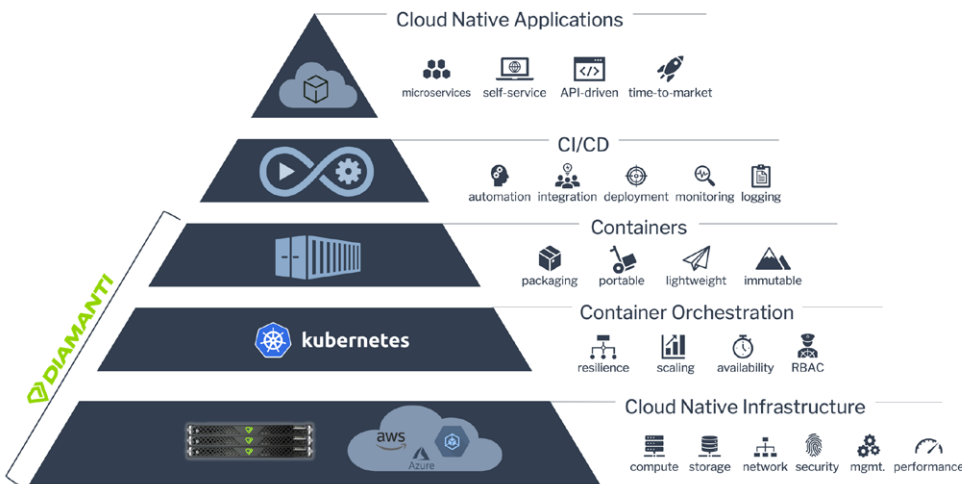 Cloud Native Applications
microservices self-service API-driven time-to-market
CI/CD
automation integration deployment monitoring logging
Containers
packaging portable lightweight immutable
DIAMANTI
Container Orchestration
kubernetes
resilience scaling availability RBAC
Cloud Native Infrastructure
aws
Azure
compute storage network security mgmt. performance